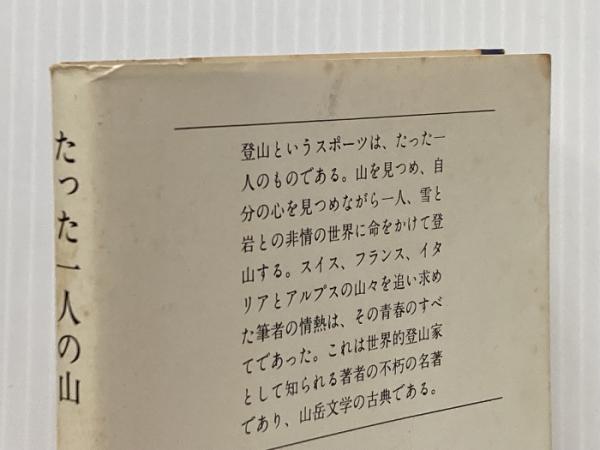 たった一人の山
登山というスポーツは、たった一
人のものである。山を見つめ、自
分の心を見つめながら一人、雪と
岩との非情の世界に命をかけて登
山する。スイス、フランス、イタ
リアとアルプスの山々を追い求め
た筆者の情熱は、その青春のすべ
てであった。これは世界的登山家
として知られる著者の不朽の名著
であり、山岳文学の古典である。